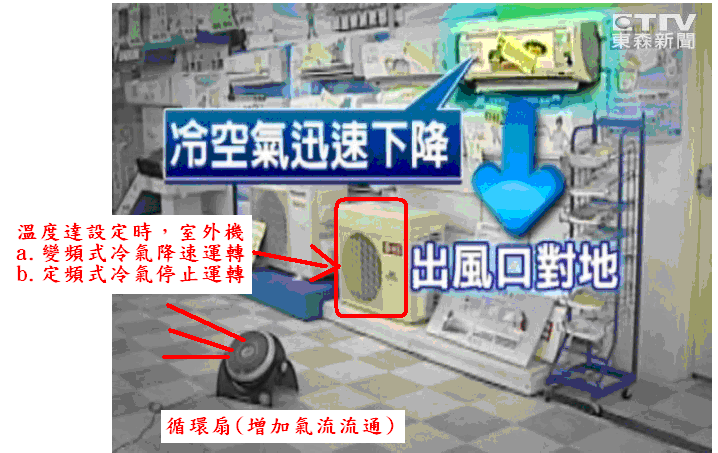 ETTV
東森新聞
冷空氣迅速下降
溫度達設定時，室外機
a.變頻式冷氣降速運轉
b.定頻式冷氣停止運轉
出風口對地
循環扇(增加氣流流通)